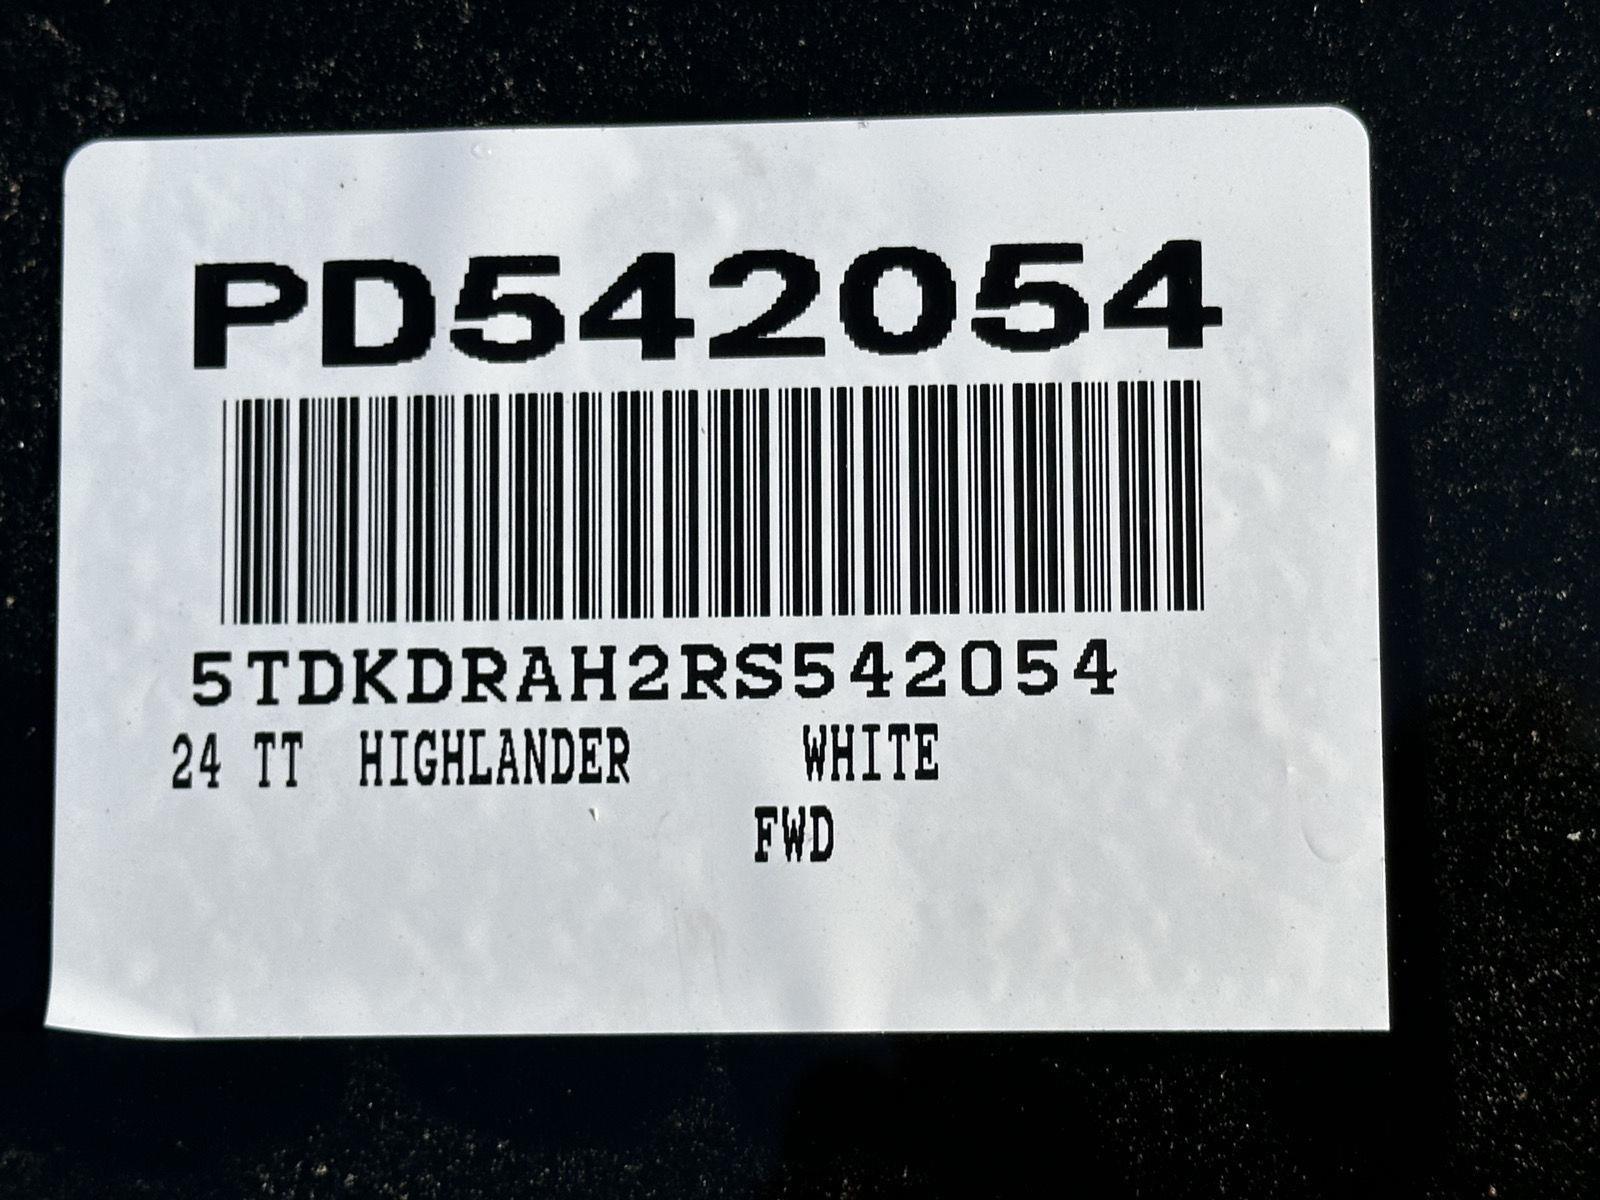 PD542054
5TDKDRAH2RS542054
24 TT HIGHLANDER WHITE
FWD